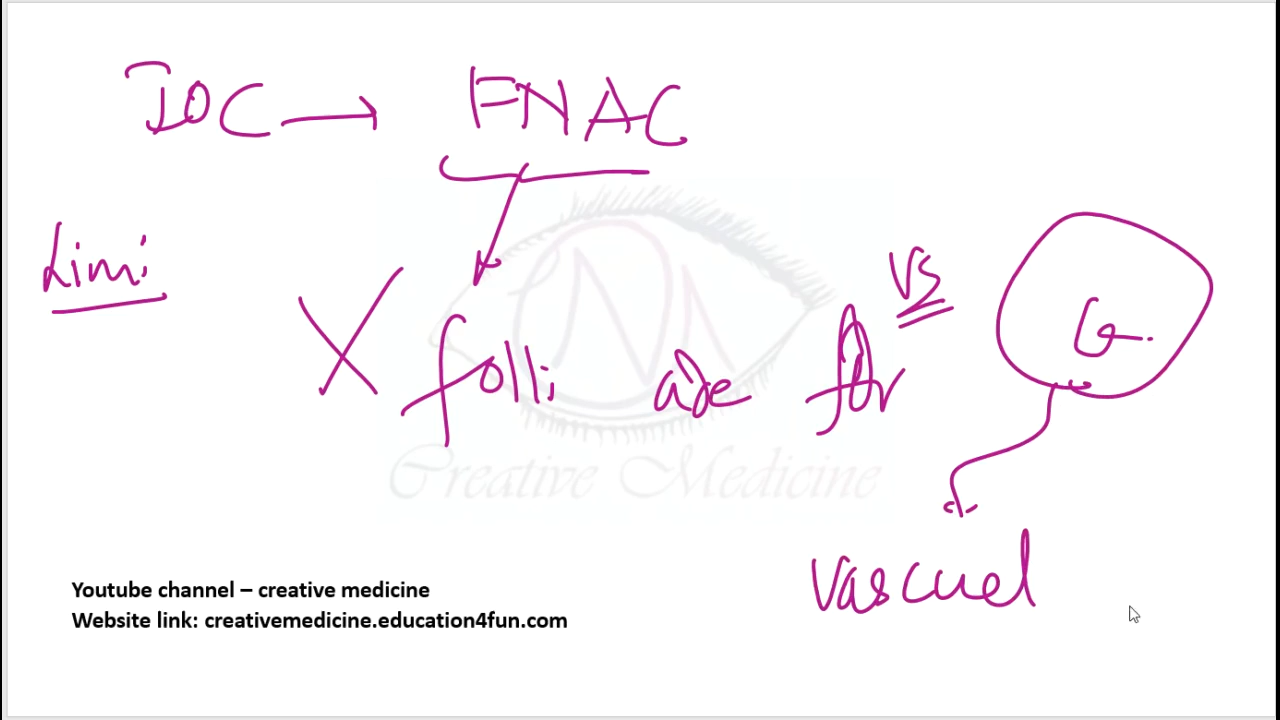 IOC → FNAC
Limi
X folli ade for vs
Creative Medicine
vascuel
Youtube channel – creative medicine
Website link: creativemedicine.education4fun.com